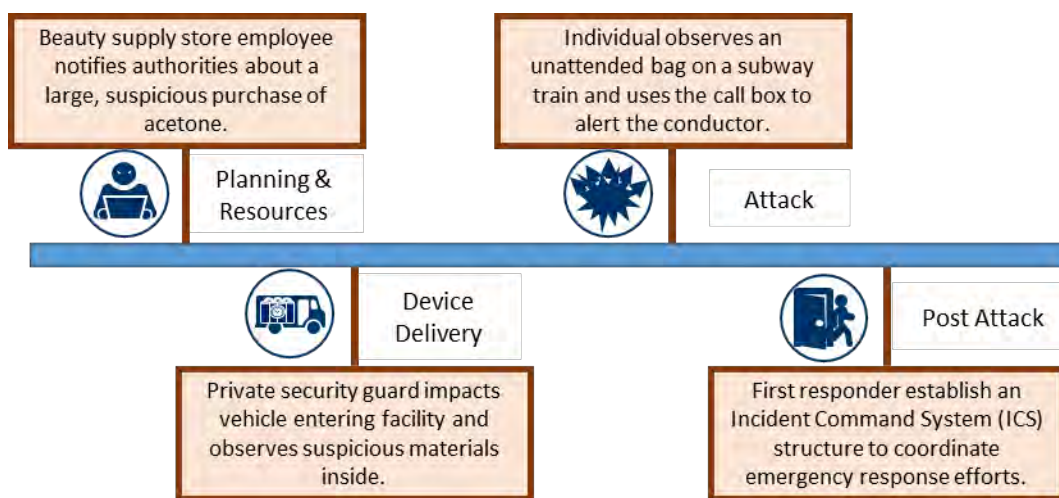 Beauty supply store employee
notifies authorities about a
large, suspicious purchase of
acetone.
Planning &
Resources
Individual observes an
unattended bag on a subway
train and uses the call box to
alert the conductor.
Attack
Device
Delivery
Private security guard impacts
vehicle entering facility and
observes suspicious materials
inside.
Post Attack
First responder establish an
Incident Command System (ICS)
structure to coordinate
emergency response efforts.